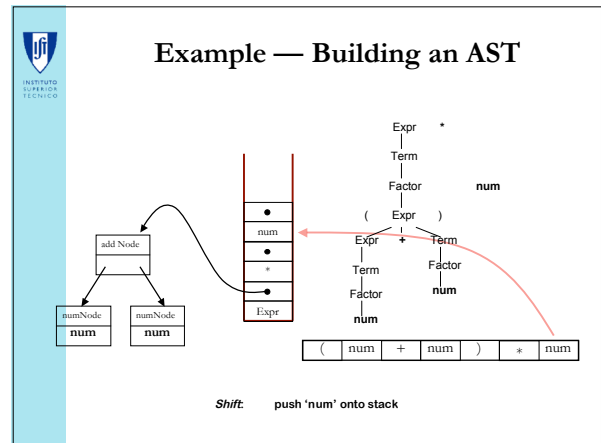 Example — Building an AST
INSTITUTO
SUPERIOR
TÉCNICO
Expr *
Term
Factor num
( Expr )
Expr + Term
Term Factor
Factor num
num
num
*
Expr
add Node
numNode numNode
num num
( num + num ) * num
Shift: push ‘num’ onto stack